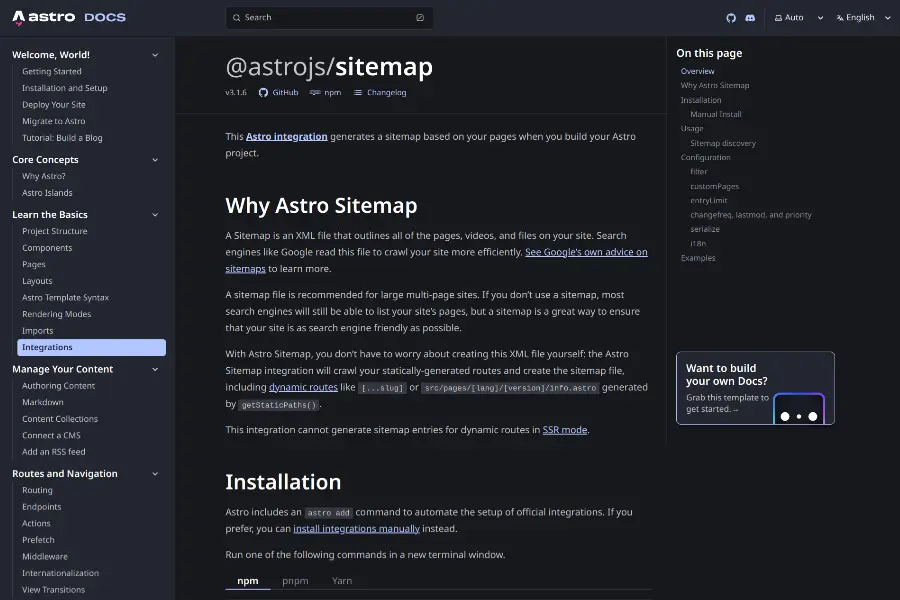 astro DOCS
Search
Auto
English
Welcome, World!
Getting Started
Installation and Setup
Deploy Your Site
Migrate to Astro
Tutorial: Build a Blog
Core Concepts
Why Astro?
Astro Islands
Learn the Basics
Project Structure
Components
Pages
Layouts
Astro Template Syntax
Rendering Modes
Imports
Integrations
Manage Your Content
Authoring Content
Markdown
Content Collections
Connect a CMS
Add an RSS feed
Routes and Navigation
Routing
Endpoints
Actions
Prefetch
Middleware
Internationalization
View Transitions
@astrojs/sitemap
v3.1.6 GitHub npm Changelog
This Astro integration generates a sitemap based on your pages when you build your Astro
project.
Why Astro Sitemap
A Sitemap is an XML file that outlines all of the pages, videos, and files on your site. Search
engines like Google read this file to crawl your site more efficiently. See Google's own advice on
sitemaps to learn more.
A sitemap file is recommended for large multi-page sites. If you don't use a sitemap, most
search engines will still be able to list your site's pages, but a sitemap is a great way to ensure
that your site is as search engine friendly as possible.
With Astro Sitemap, you don't have to worry about creating this XML file yourself: the Astro
Sitemap integration will crawl your statically-generated routes and create the sitemap file,
including dynamic routes like [...slug] or src/pages/[lang]/[version]/info.astro generated
by getStaticPaths().
This integration cannot generate sitemap entries for dynamic routes in SSR mode.
Installation
Astro includes an astro add command to automate the setup of official integrations. If you
prefer, you can install integrations manually instead.
Run one of the following commands in a new terminal window.
npm pnpm Yarn
On this page
Overview
Why Astro Sitemap
Installation
Manual Install
Usage
Sitemap discovery
Configuration
filter
customPages
entryLimit
changefreq, lastmod, and priority
serialize
i18n
Examples
Want to build
your own Docs?
Grab this template to
get started.→